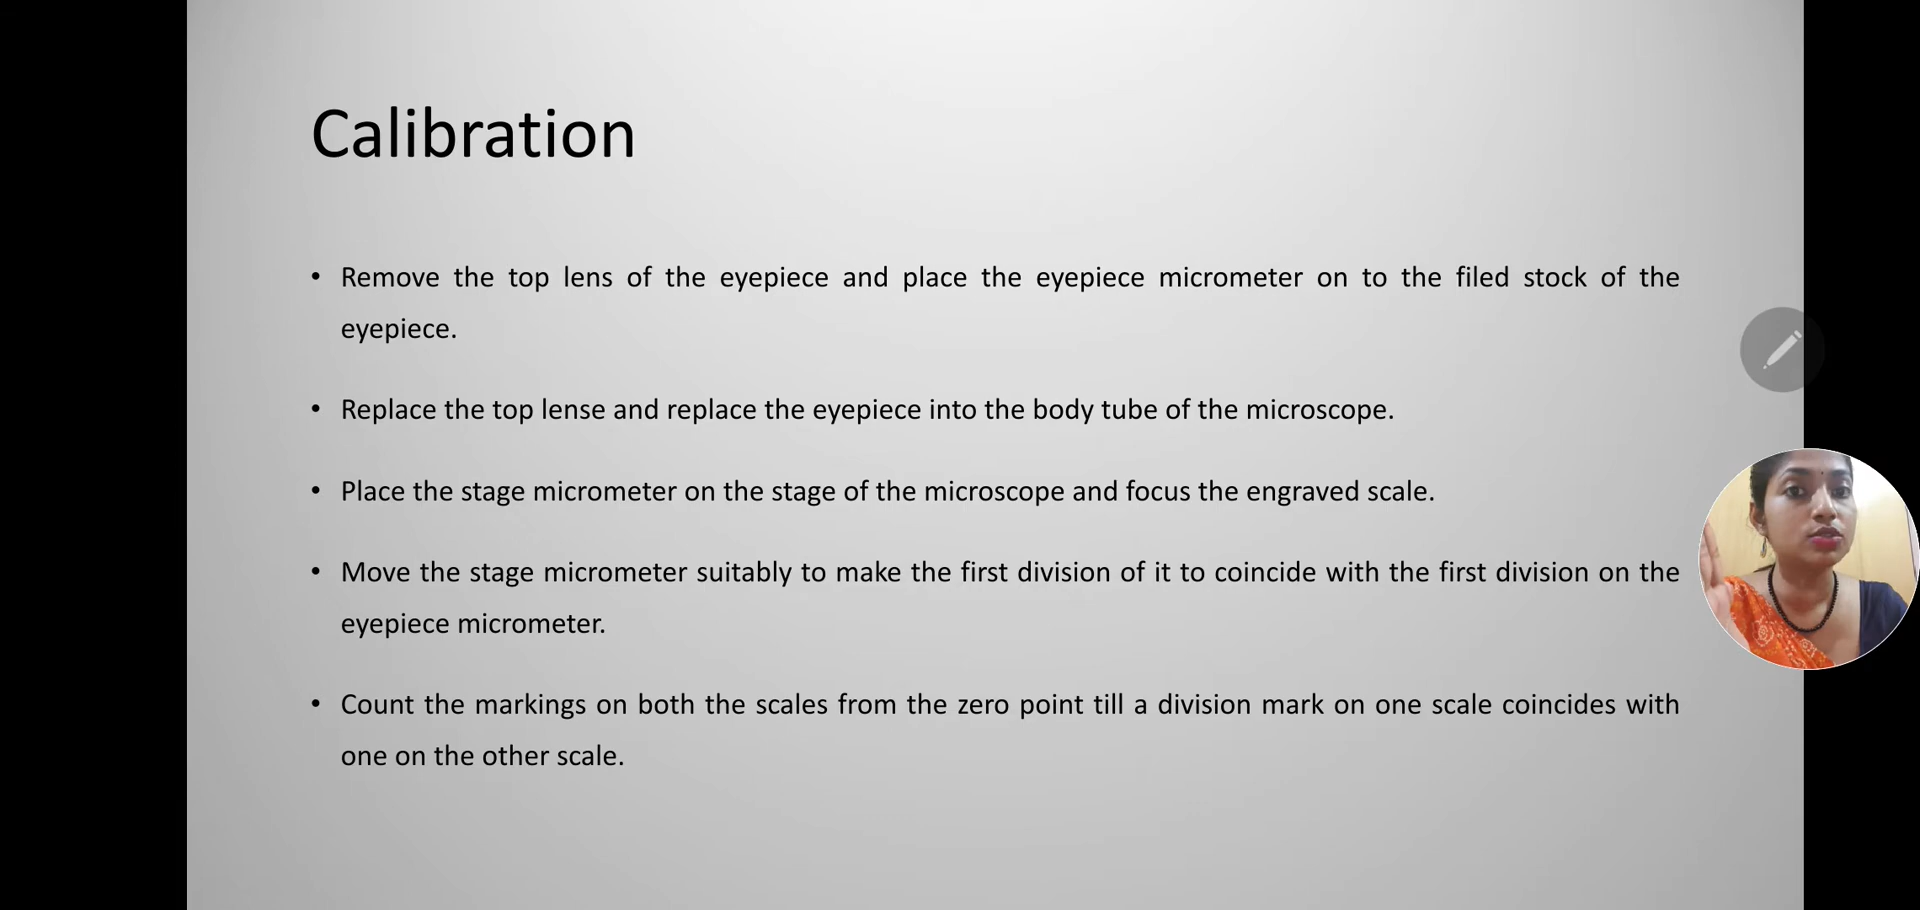 Calibration
• Remove the top lens of the eyepiece and place the eyepiece micrometer on to the filed stock of the
eyepiece.
• Replace the top lense and replace the eyepiece into the body tube of the microscope.
• Place the stage micrometer on the stage of the microscope and focus the engraved scale.
• Move the stage micrometer suitably to make the first division of it to coincide with the first division on the
eyepiece micrometer.
• Count the markings on both the scales from the zero point till a division mark on one scale coincides with
one on the other scale.